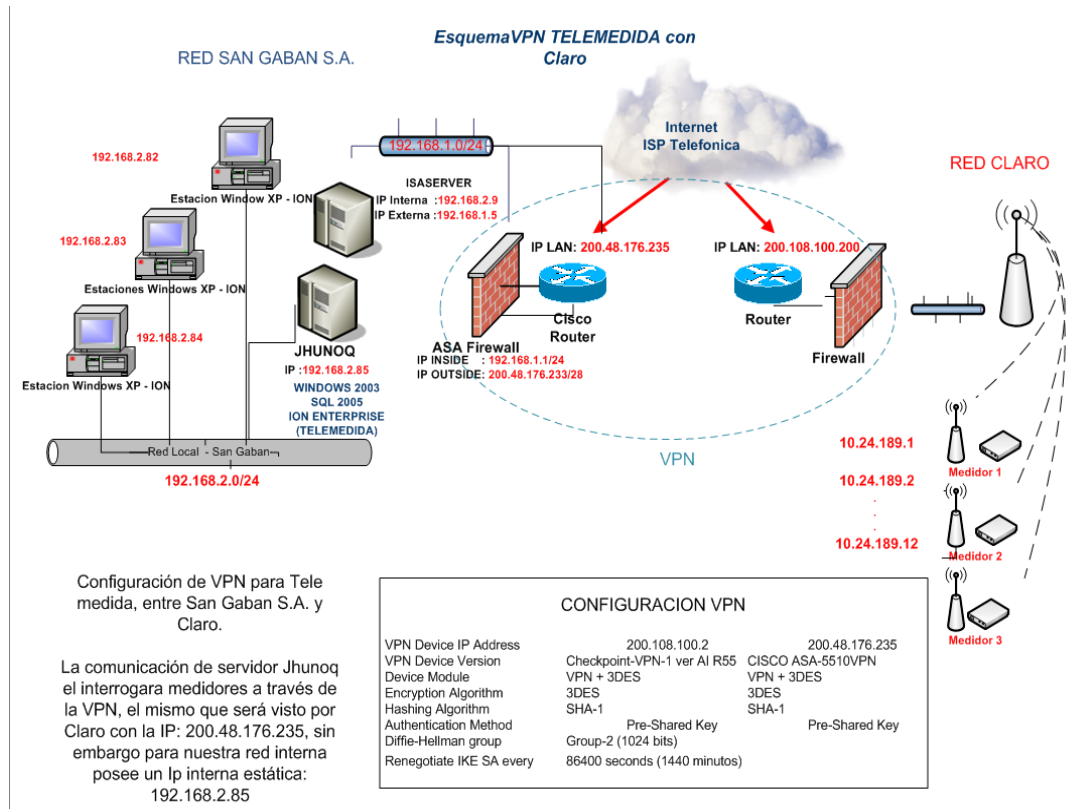 EsquemaVPN TELEMEDIDA con
Claro
RED SAN GABAN S.A.
192.168.2.82
Estacion Window XP - ION
192.168.1.0/24
ISASERVER
IP Interna :192.168.2.9
IP Externa :192.168.1.5
Internet
ISP Telefonica
RED CLARO
192.168.2.83
Estaciones Windows XP - ION
192.168.2.84
Estacion Windows XP - ION
JHUNOQ
IP :192.168.2.85
WINDOWS 2003
SQL 2005
ION ENTERPRISE
(TELEMEDIDA)
IP LAN: 200.48.176.235
Cisco
Router
ASA Firewall
IP INSIDE : 192.168.1.1/24
IP OUTSIDE: 200.48.176.233/28
IP LAN: 200.108.100.200
Router
Firewall
VPN
Red Local - San Gaban
192.168.2.0/24
10.24.189.1
Medidor 1
10.24.189.2
.
.
.
10.24.189.12
Medidor 2
Medidor 3
Configuración de VPN para Tele
medida, entre San Gaban S.A. y
Claro.
La comunicación de servidor Jhunoq
el interrogara medidores a través de
la VPN, el mismo que será visto por
Claro con la IP: 200.48.176.235, sin
embargo para nuestra red interna
posee un Ip interna estática:
192.168.2.85
CONFIGURACION VPN
VPN Device IP Address 200.108.100.2 200.48.176.235
VPN Device Version Checkpoint-VPN-1 ver AI R55 CISCO ASA-5510VPN
Device Module VPN + 3DES VPN + 3DES
Encryption Algorithm 3DES 3DES
Hashing Algorithm SHA-1 SHA-1
Authentication Method Pre-Shared Key Pre-Shared Key
Diffie-Hellman group Group-2 (1024 bits)
Renegotiate IKE SA every 86400 seconds (1440 minutos)